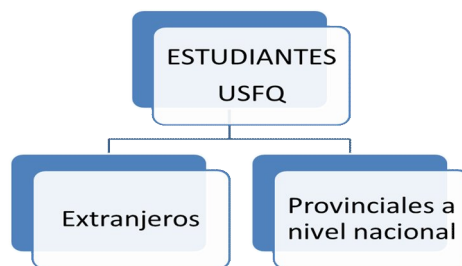 ESTUDIANTES
USFQ
Extranjeros
Provinciales a
nivel nacional